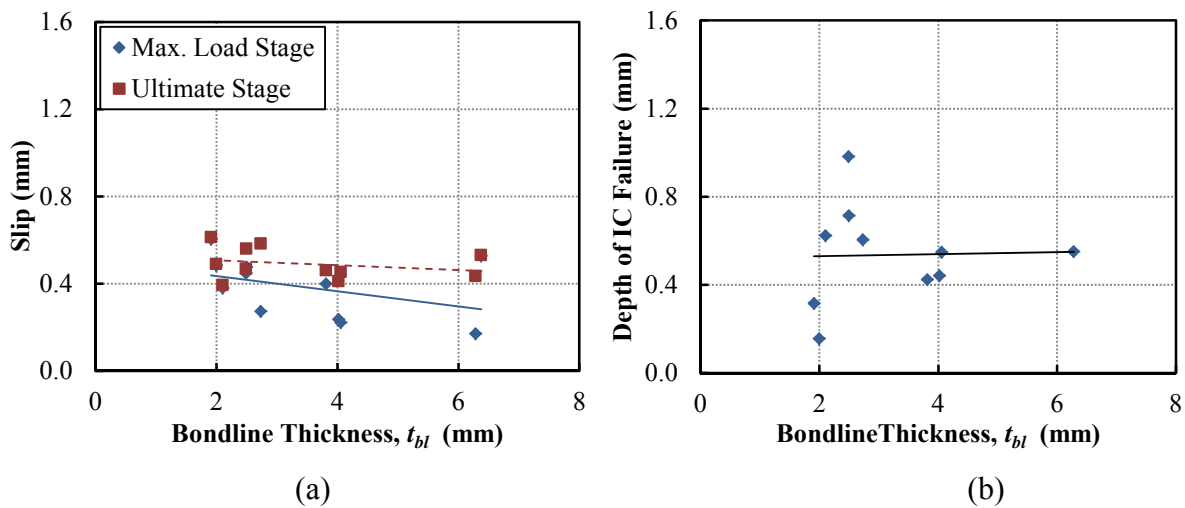 Max. Load Stage
Ultimate Stage
Slip (mm)
1.6
1.2
0.8
0.4
0.0
0 2 4 6 8
Bondline Thickness, tbl (mm)
(a)
Depth of IC Failure (mm)
1.6
1.2
0.8
0.4
0.0
0 2 4 6 8
BondlineThickness, tbl (mm)
(b)